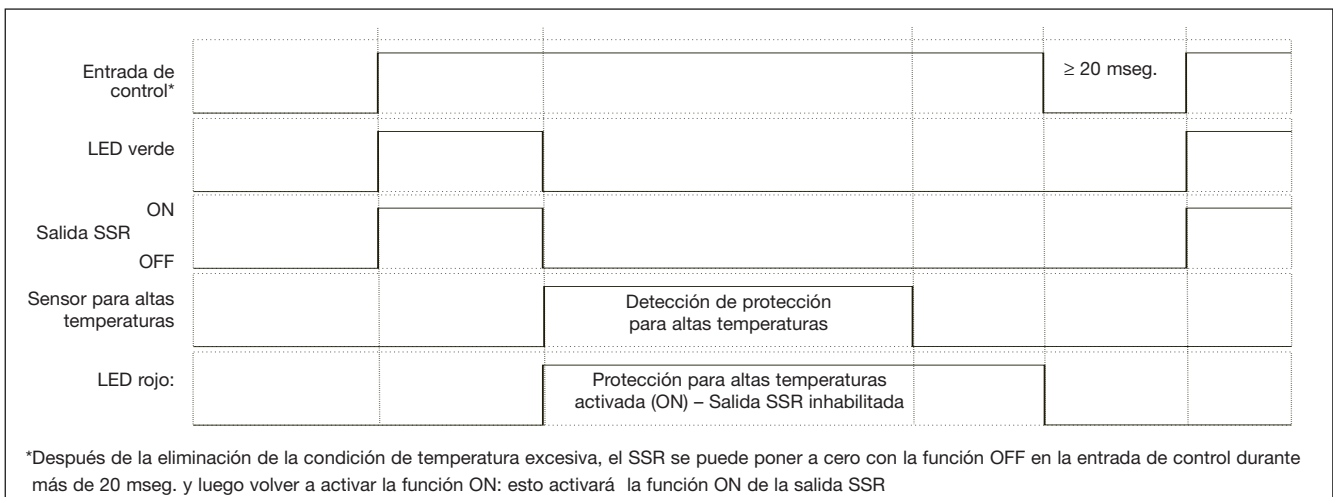 Entrada de
control*
≥ 20 mseg.
LED verde
ON
Salida SSR
OFF
Sensor para altas
temperaturas
Detección de protección
para altas temperaturas
LED rojo:
Protección para altas temperaturas
activada (ON) – Salida SSR inhabilitada
*Después de la eliminación de la condición de temperatura excesiva, el SSR se puede poner a cero con la función OFF en la entrada de control durante
más de 20 mseg. y luego volver a activar la función ON: esto activará la función ON de la salida SSR